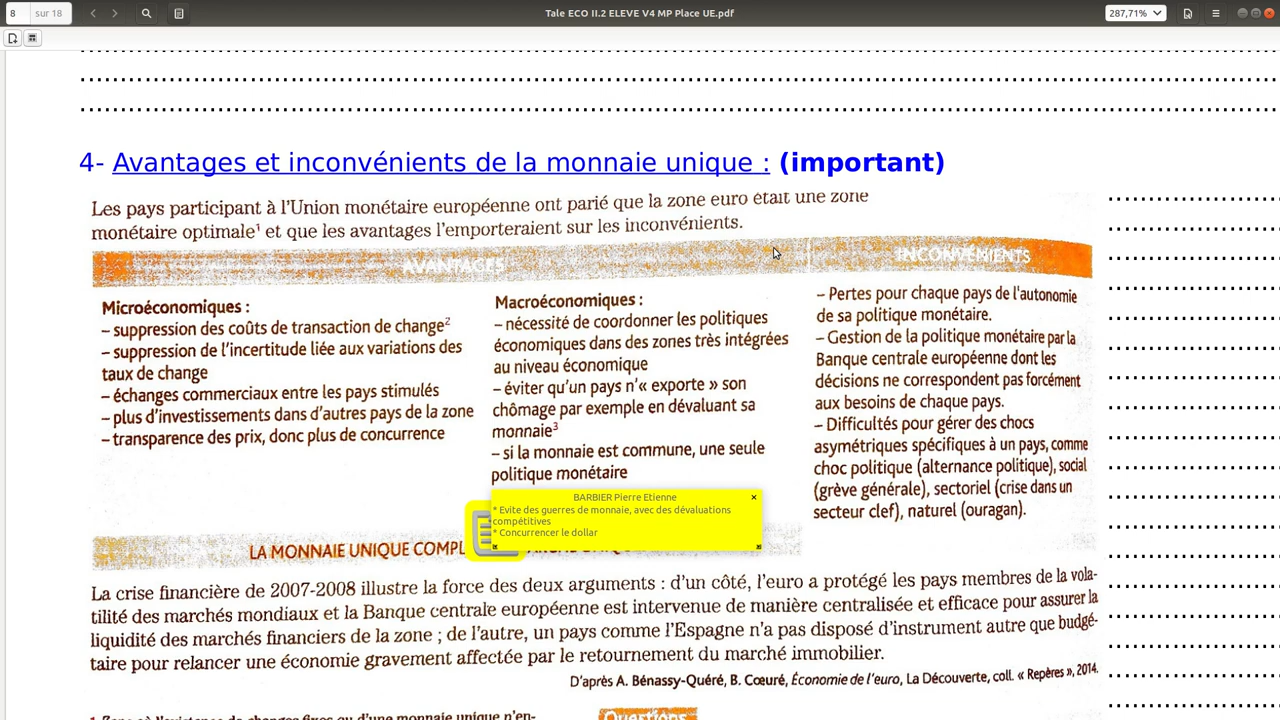 8 sur 18
Tale ECO II.2 ELEVE V4 MP Place UE.pdf
287,71%
4- Avantages et inconvénients de la monnaie unique : (important)
Les pays participant à l'Union monétaire européenne ont parié que la zone euro était une zone
monétaire optimale¹ et que les avantages l'emporteraient sur les inconvénients.
AVANTAGES
INCONVÉNIENTS
Microéconomiques :
– suppression des coûts de transaction de change²
– suppression de l'incertitude liée aux variations des
taux de change
– échanges commerciaux entre les pays stimulés
– plus d'investissements dans d'autres pays de la zone
– transparence des prix, donc plus de concurrence
Macroéconomiques :
– nécessité de coordonner les politiques
économiques dans des zones très intégrées
au niveau économique
– éviter qu'un pays n'« exporte » son
chômage par exemple en dévaluant sa
monnaie³
– si la monnaie est commune, une seule
politique monétaire
– Pertes pour chaque pays de l'autonomie
de sa politique monétaire.
– Gestion de la politique monétaire par la
Banque centrale européenne dont les
décisions ne correspondent pas forcément
aux besoins de chaque pays.
– Difficultés pour gérer des chocs
asymétriques spécifiques à un pays, comme
choc politique (alternance politique), social
(grève générale), sectoriel (crise dans un
secteur clef), naturel (ouragan).
BARBIER Pierre Etienne
* Evite des guerres de monnaie, avec des dévaluations
compétitives
* Concurrencer le dollar
LA MONNAIE UNIQUE
La crise financière de 2007-2008 illustre la force des deux arguments : d'un côté, l'euro a protégé les pays membres de la vola-
tilité des marchés mondiaux et la Banque centrale européenne est intervenue de manière centralisée et efficace pour assurer la
liquidité des marchés financiers de la zone ; de l'autre, un pays comme l'Espagne n'a pas disposé d'instrument autre que budgé-
taire pour relancer une économie gravement affectée par le retournement du marché immobilier.
D'après A. Bénassy-Quéré, B. Cœuré, Économie de l'euro, La Découverte, coll. « Repères », 2014.
1. Zone où l'existence de changes fixes ou d'une monnaie unique n'en-
Questions